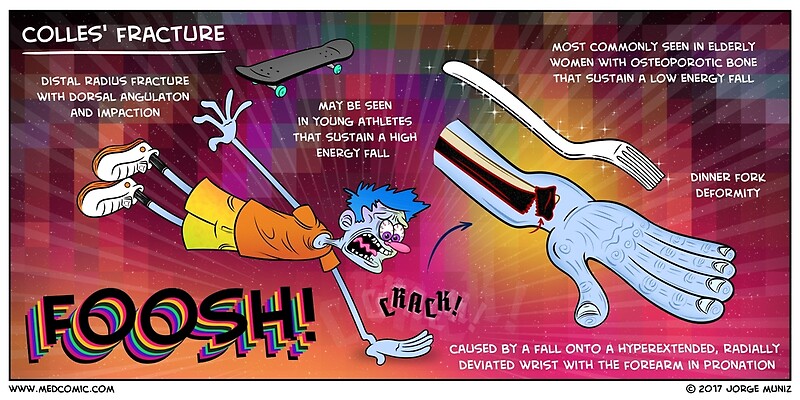 COLLES' FRACTURE
DISTAL RADIUS FRACTURE
WITH DORSAL ANGULATON
AND IMPACTION
MAY BE SEEN
IN YOUNG ATHLETES
THAT SUSTAIN A HIGH
ENERGY FALL
MOST COMMONLY SEEN IN ELDERLY
WOMEN WITH OSTEOPOROTIC BONE
THAT SUSTAIN A LOW ENERGY FALL
DINNER FORK
DEFORMITY
CRACK!
FOOSH!
CAUSED BY A FALL ONTO A HYPEREXTENDED, RADIALLY
DEVIATED WRIST WITH THE FOREARM IN PRONATION
WWW.MEDCOMIC.COM
© 2017 JORGE MUNIZ